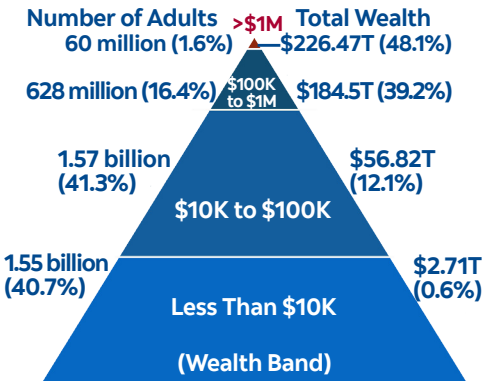 Number of Adults >$1M Total Wealth
60 million (1.6%) $226.47T (48.1%)
628 million (16.4%) $100K
to $1M $184.5T (39.2%)
1.57 billion
(41.3%)
$56.82T
(12.1%)
$10K to $100K
1.55 billion
(40.7%)
$2.71T
(0.6%)
Less Than $10K
(Wealth Band)